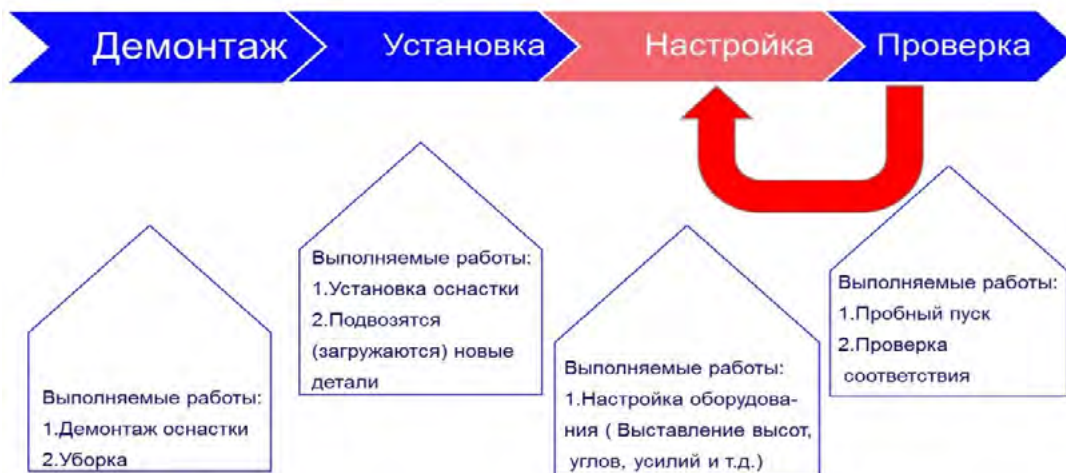 Демонтаж
Установка
Настройка
Проверка
Выполняемые работы:
1.Демонтаж оснастки
2.Уборка
Выполняемые работы:
1.Установка оснастки
2.Подвозятся
(загружаются) новые
детали
Выполняемые работы:
1.Настройка оборудова-
ния ( Выставление высот,
углов, усилий и т.д.)
Выполняемые работы:
1.Пробный пуск
2.Проверка
соответствия